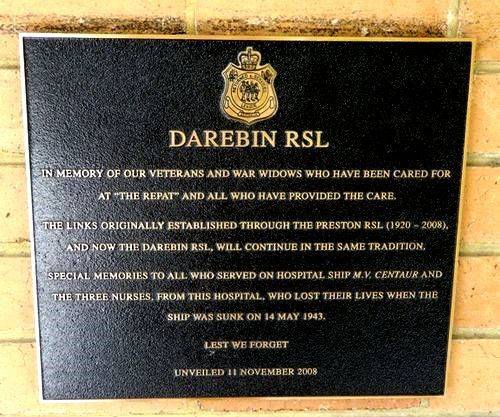 DAREBIN RSL
IN MEMORY OF OUR VETERANS AND WAR WIDOWS WHO HAVE BEEN CARED FOR
AT "THE REPAT" AND ALL WHO HAVE PROVIDED THE CARE.
THE LINKS ORIGINALLY ESTABLISHED THROUGH THE PRESTON RSL (1920 – 2008),
AND NOW THE DAREBIN RSL, WILL CONTINUE IN THE SAME TRADITION.
SPECIAL MEMORIES TO ALL WHO SERVED ON HOSPITAL SHIP M.V. CENTAUR AND
THE THREE NURSES, FROM THIS HOSPITAL, WHO LOST THEIR LIVES WHEN THE
SHIP WAS SUNK ON 14 MAY 1943.
LEST WE FORGET
UNVEILED 11 NOVEMBER 2008